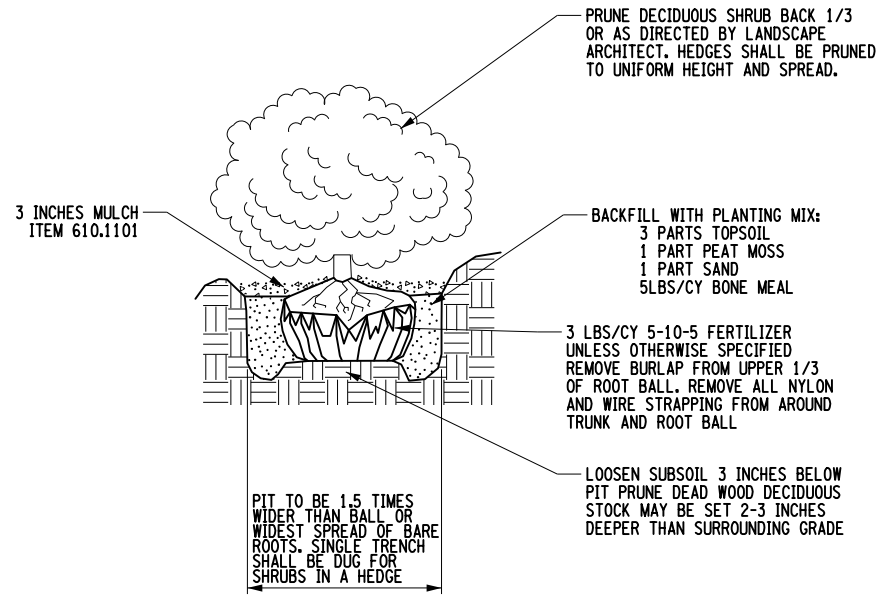 PRUNE DECIDUOUS SHRUB BACK 1/3
OR AS DIRECTED BY LANDSCAPE
ARCHITECT. HEDGES SHALL BE PRUNED
TO UNIFORM HEIGHT AND SPREAD.
3 INCHES MULCH
ITEM 610.1101
BACKFILL WITH PLANTING MIX:
3 PARTS TOPSOIL
1 PART PEAT MOSS
1 PART SAND
5LBS/CY BONE MEAL
3 LBS/CY 5-10-5 FERTILIZER
UNLESS OTHERWISE SPECIFIED
REMOVE BURLAP FROM UPPER 1/3
OF ROOT BALL. REMOVE ALL NYLON
AND WIRE STRAPPING FROM AROUND
TRUNK AND ROOT BALL
LOOSEN SUBSOIL 3 INCHES BELOW
PIT PRUNE DEAD WOOD DECIDUOUS
STOCK MAY BE SET 2-3 INCHES
DEEPER THAN SURROUNDING GRADE
PIT TO BE 1.5 TIMES
WIDER THAN BALL OR
WIDEST SPREAD OF BARE
ROOTS. SINGLE TRENCH
SHALL BE DUG FOR
SHRUBS IN A HEDGE